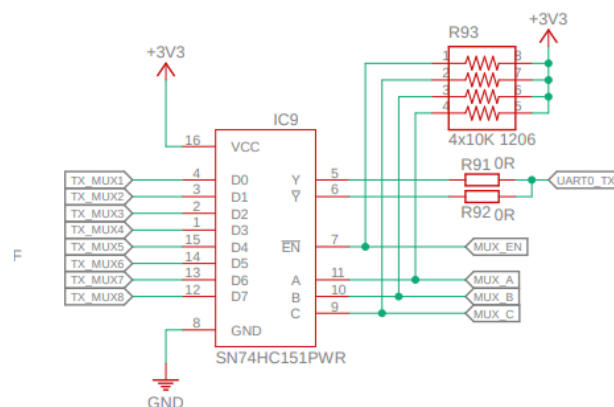 R93
+3V3
+3V3
1 8
2 7
3 6
4 5
4x10K 1206
IC9
16 VCC
TX_MUX1 4 D0 Y 5 R91 0R UART0_TX
TX_MUX2 3 D1 Y 6 R92 0R
TX_MUX3 2 D2
TX_MUX4 1 D3
TX_MUX5 15 D4 EN 7 MUX_EN
TX_MUX6 14 D5
TX_MUX7 13 D6 A 11 MUX_A
TX_MUX8 12 D7 B 10 MUX_B
C 9 MUX_C
8 GND
SN74HC151PWR
GND
F